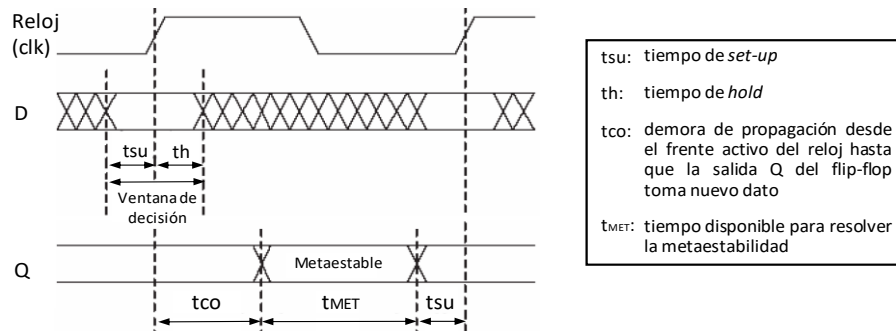 Reloj
(clk)
D
tsu
th
Ventana de
decisión
Q
Metaestable
tco
tMET
tsu
tsu: tiempo de set-up
th: tiempo de hold
tco: demora de propagación desde
el frente activo del reloj hasta
que la salida Q del flip-flop
toma nuevo dato
tMET: tiempo disponible para resolver
la metaestabilidad